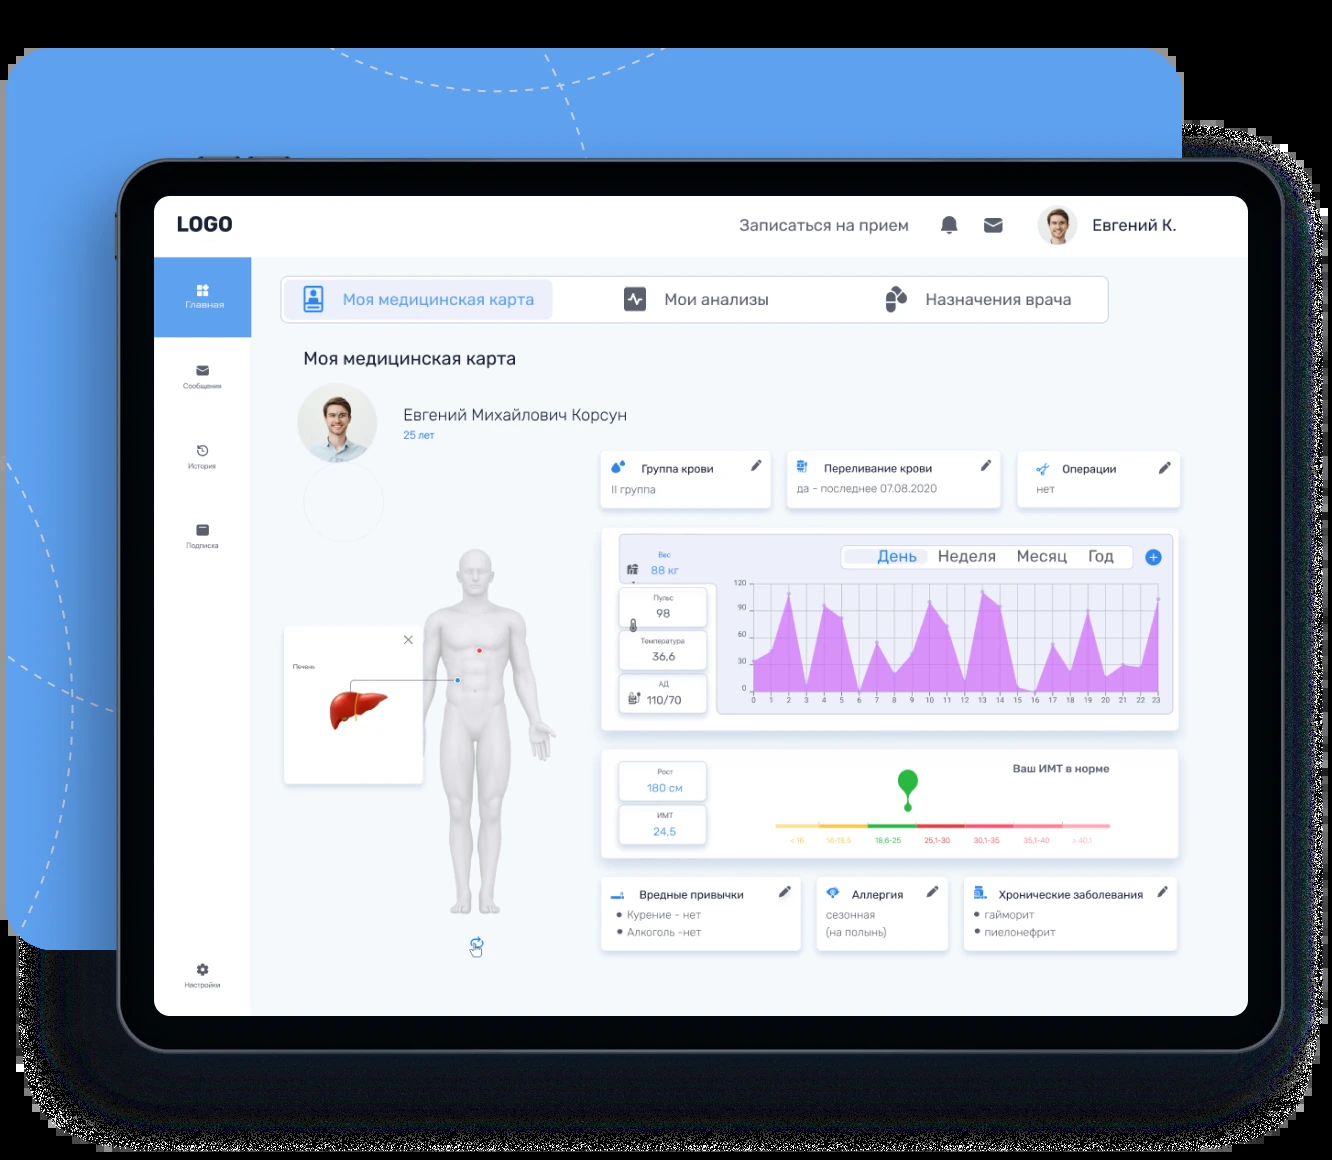 LOGO
Записаться на прием
Евгений К.
Главная
Сообщения
История
Подписка
Настройки
Моя медицинская карта
Мои анализы
Назначения врача
Моя медицинская карта
Евгений Михайлович Корсун
25 лет
Группа крови
II группа
Переливание крови
да - последнее 07.08.2020
Операции
нет
Печень
Вес
88 кг
Пульс
98
Температура
36,6
АД
110/70
День Неделя Месяц Год
120
90
60
30
0
0 1 2 3 4 5 6 7 8 9 10 11 12 13 14 15 16 17 18 19 20 21 22 23
Рост
180 см
ИМТ
24,5
Ваш ИМТ в норме
< 16 16-18,5 18,6-25 25,1-30 30,1-35 35,1-40 > 40,1
Вредные привычки
Курение - нет
Алкоголь -нет
Аллергия
сезонная
(на полынь)
Хронические заболевания
гайморит
пиелонефрит